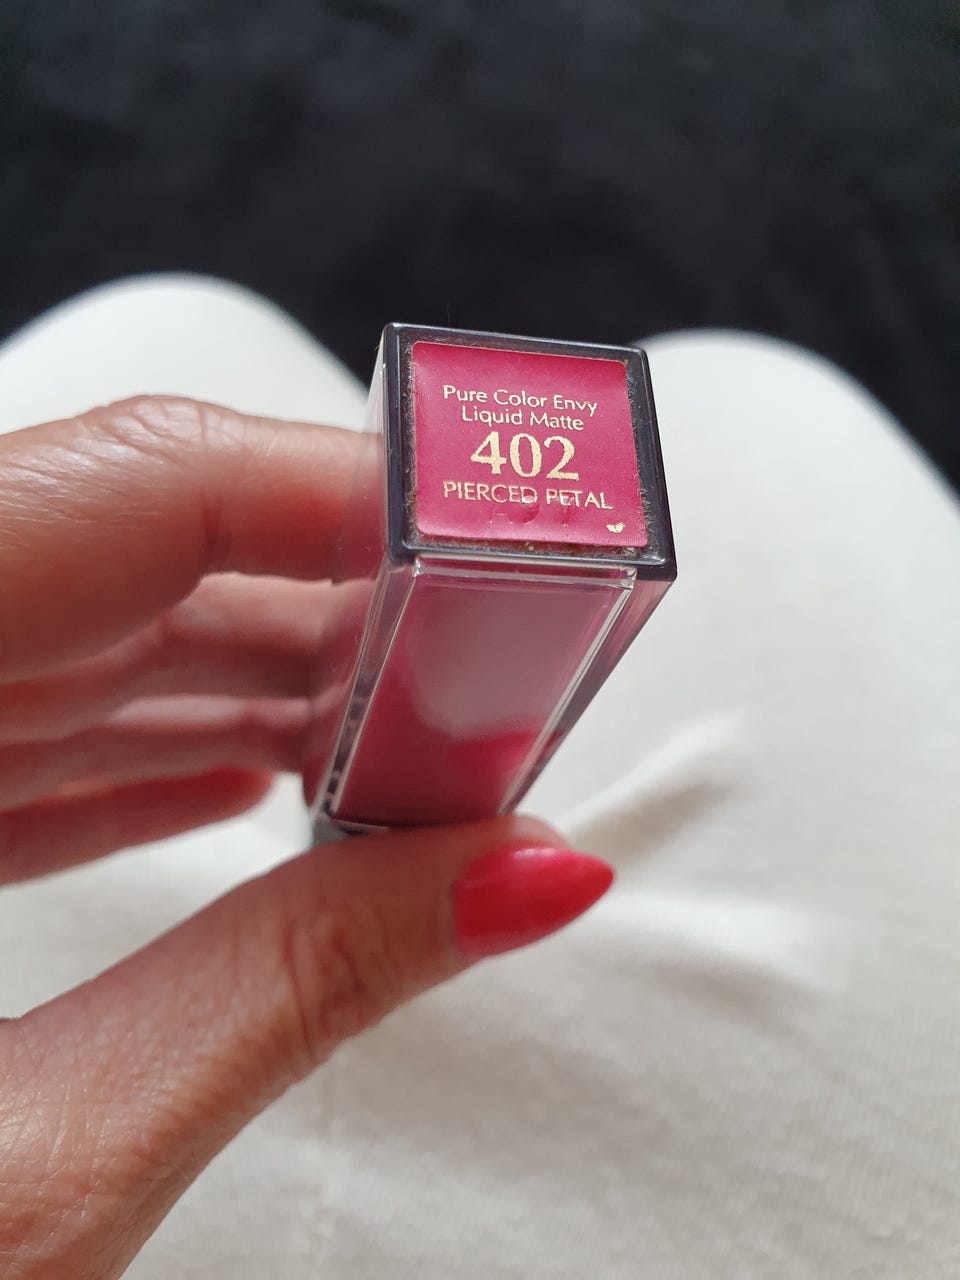 Pure Color Envy
Liquid Matte
402
PIERCED PETAL